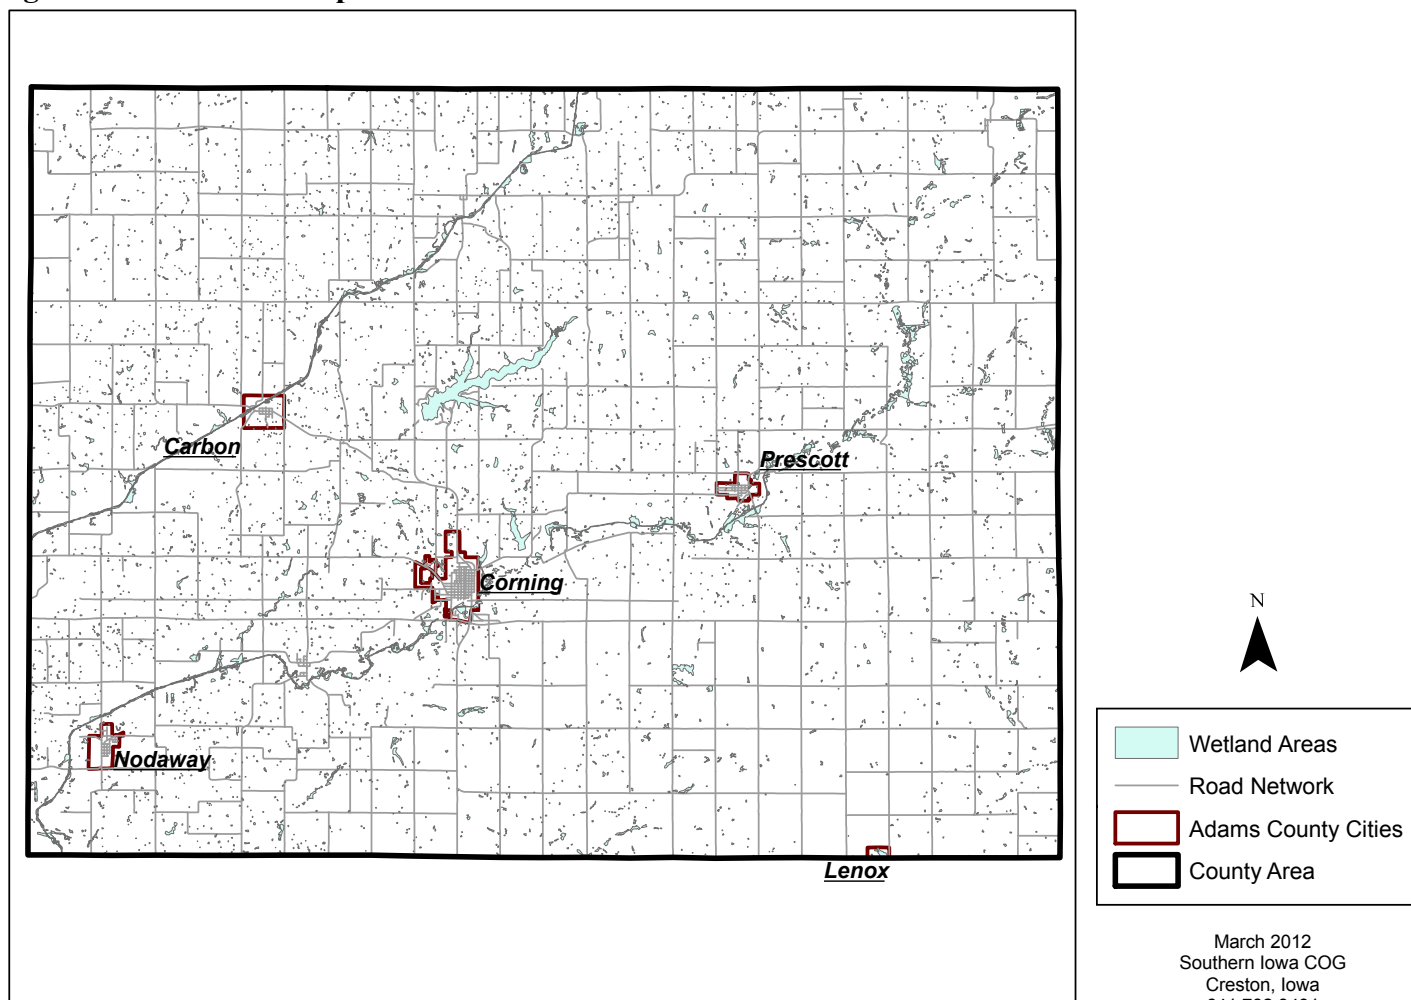 Carbon
Prescott
Corning
Nodaway
Lenox
N
Wetland Areas
Road Network
Adams County Cities
County Area
March 2012
Southern Iowa COG
Creston, Iowa